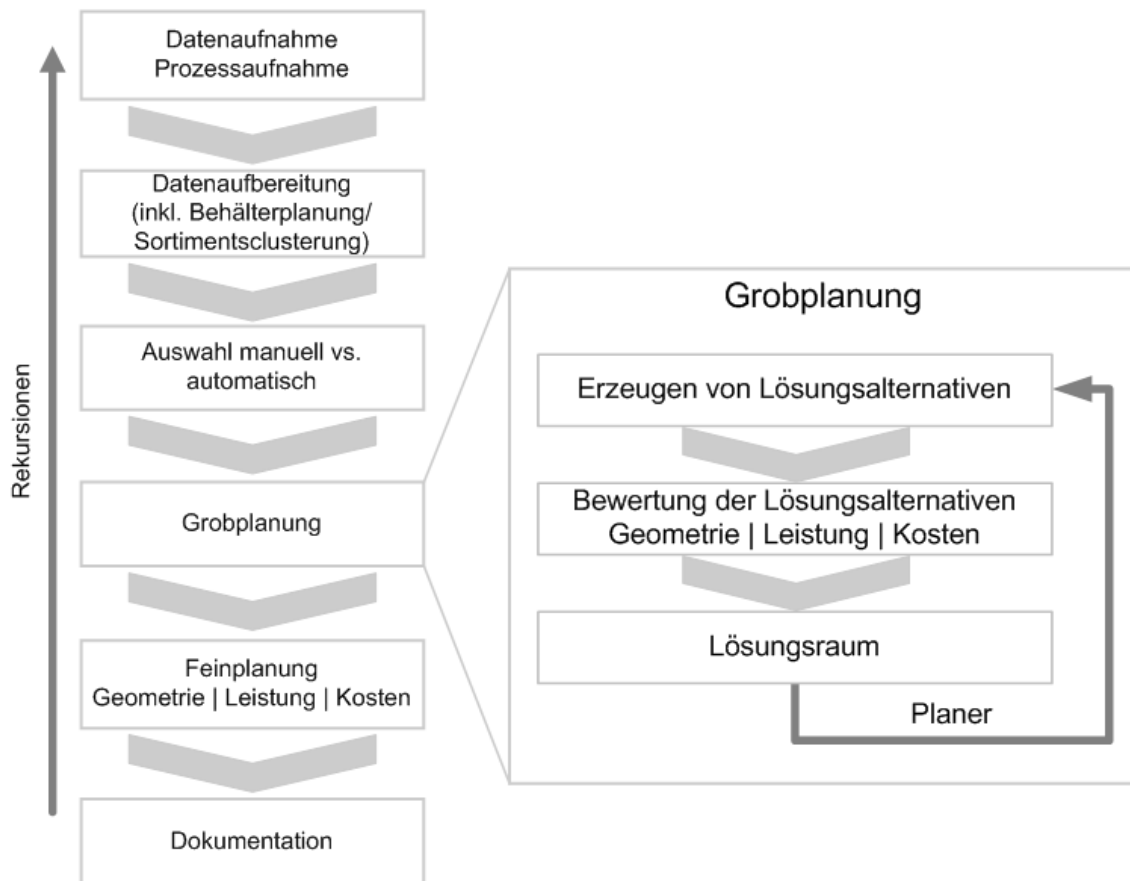 Datenaufnahme
Prozessaufnahme
Datenaufbereitung
(inkl. Behälterplanung/
Sortimentsclusterung)
Auswahl manuell vs.
automatisch
Grobplanung
Feinplanung
Geometrie | Leistung | Kosten
Dokumentation
Rekursionen
Grobplanung
Erzeugen von Lösungsalternativen
Bewertung der Lösungsalternativen
Geometrie | Leistung | Kosten
Lösungsraum
Planer